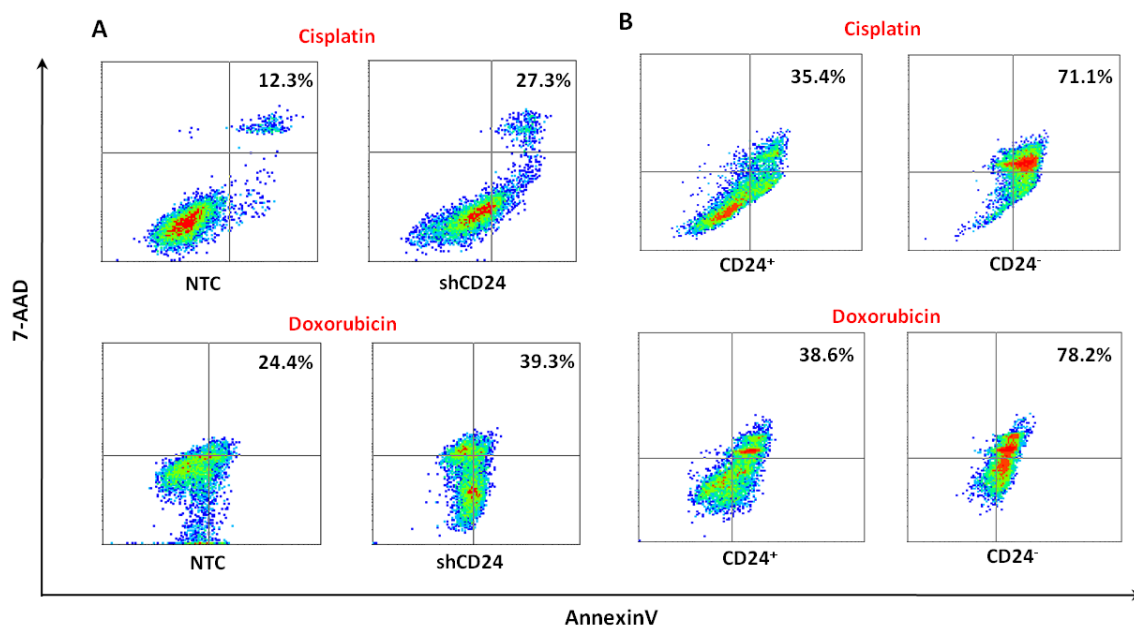 A
Cisplatin
12.3%
27.3%
NTC
shCD24
Doxorubicin
24.4%
39.3%
NTC
shCD24
B
Cisplatin
35.4%
71.1%
CD24⁺
CD24⁻
Doxorubicin
38.6%
78.2%
CD24⁺
CD24⁻
7-AAD
AnnexinV